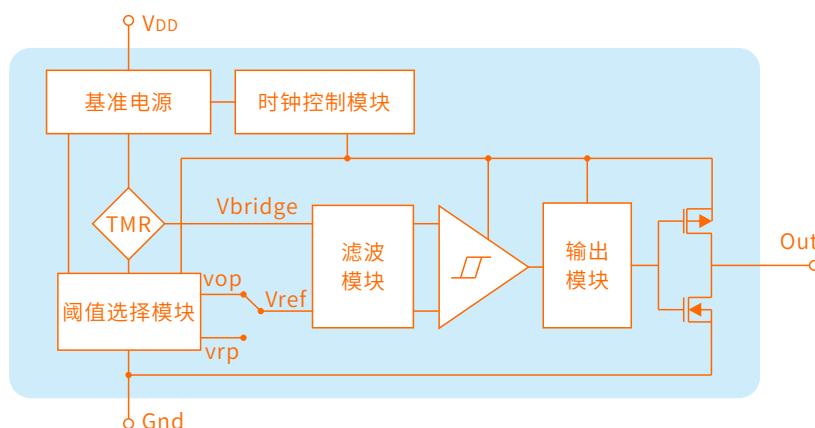 VDD
基准电源
时钟控制模块
TMR
Vbridge
滤波
模块
输出
模块
Out
阈值选择模块
vop
Vref
vrp
Gnd